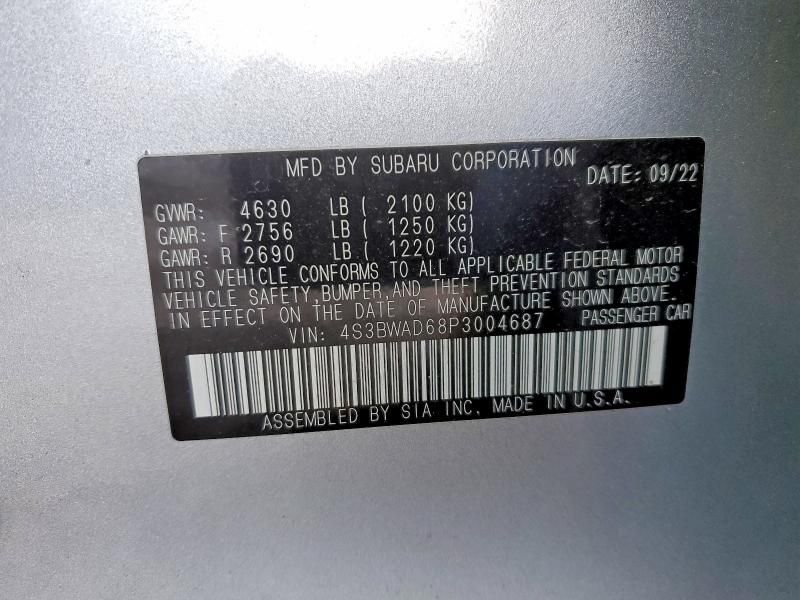 MFD BY SUBARU CORPORATION DATE: 09/22
GVWR: 4630 LB ( 2100 KG)
GAWR: F 2756 LB ( 1250 KG)
GAWR: R 2690 LB ( 1220 KG)
THIS VEHICLE CONFORMS TO ALL APPLICABLE FEDERAL MOTOR
VEHICLE SAFETY,BUMPER,AND THEFT PREVENTION STANDARDS
IN EFFECT ON THE DATE OF MANUFACTURE SHOWN ABOVE.
VIN: 4S3BWAD68P3004687 PASSENGER CAR
ASSEMBLED BY SIA INC. MADE IN U.S.A.